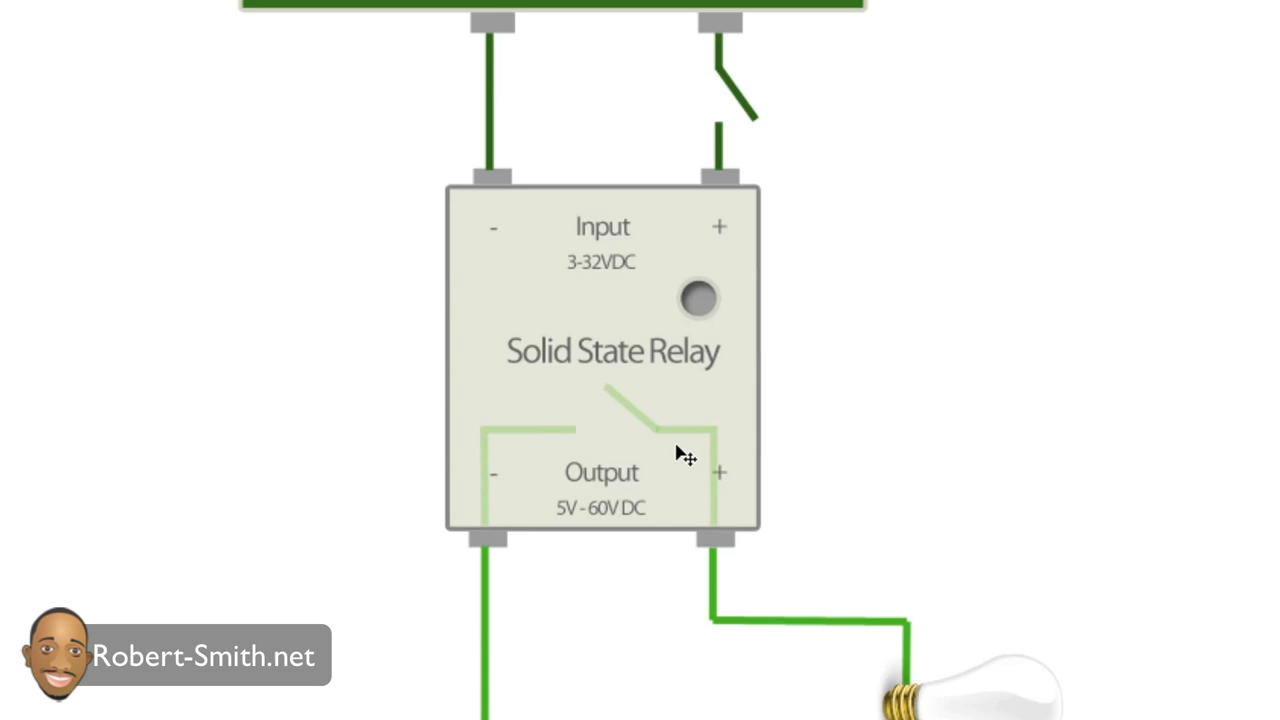 - Input +
3-32VDC
Solid State Relay
- Output +
5V - 60V DC
Robert-Smith.net